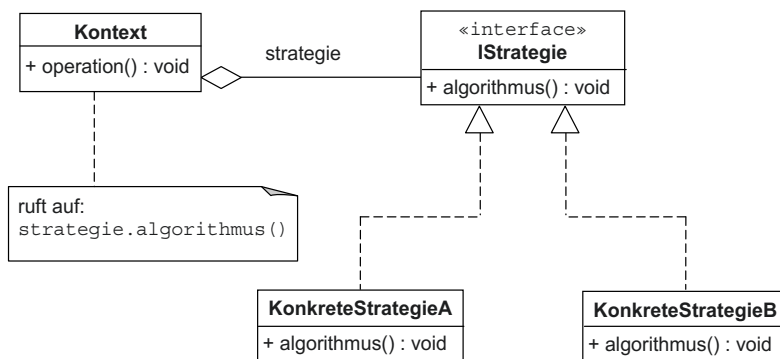 Kontext
+ operation() : void
strategie
«interface»
IStrategie
+ algorithmus() : void
ruft auf:
strategie.algorithmus()
KonkreteStrategieA
+ algorithmus() : void
KonkreteStrategieB
+ algorithmus() : void